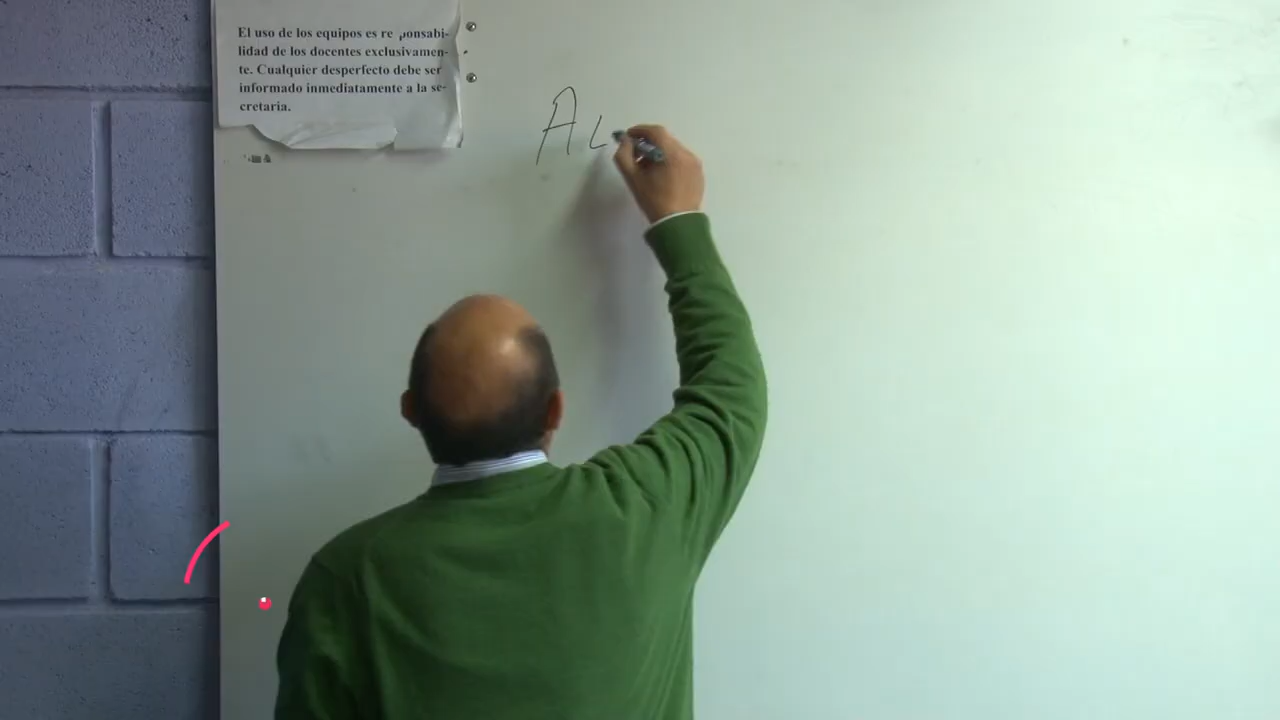 El uso de los equipos es re ponsabi-
lidad de los docentes exclusivamen-
te. Cualquier desperfecto debe ser
informado inmediatamente a la se-
cretaria.
A